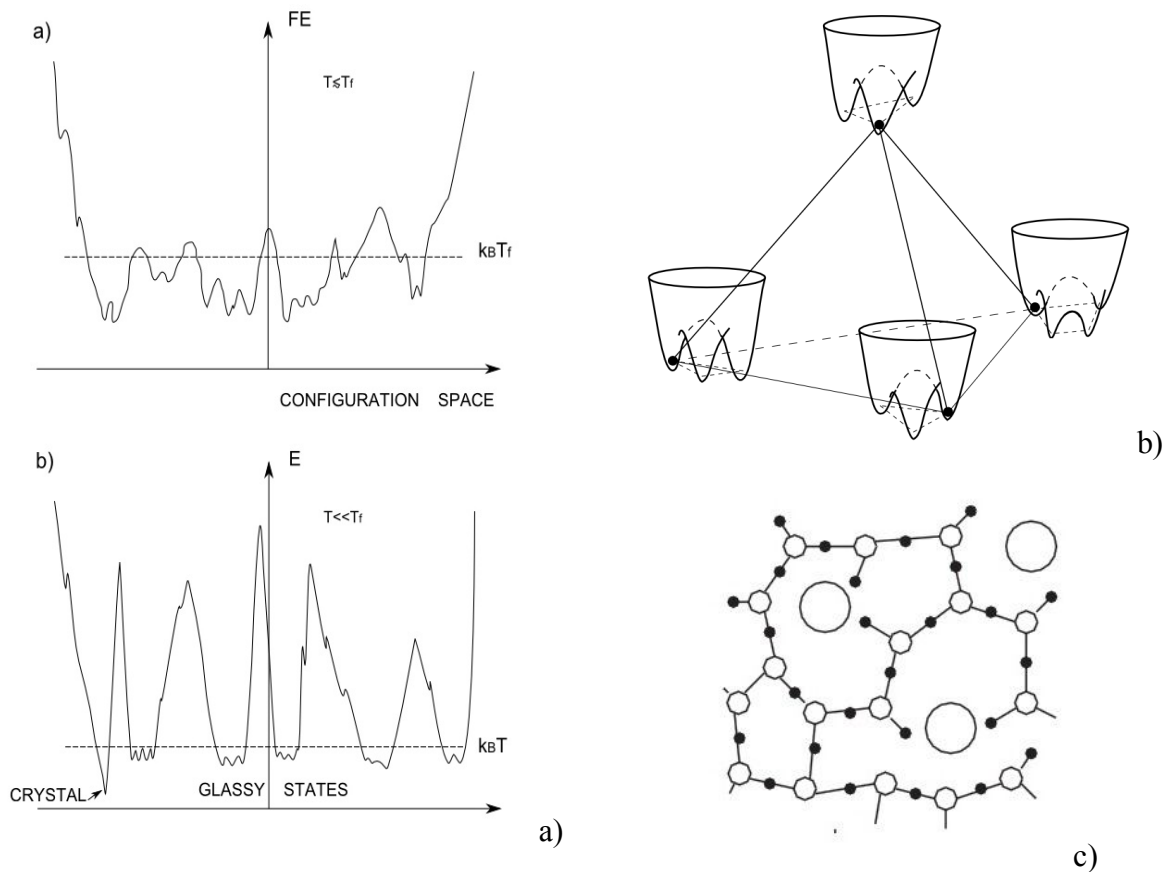 a)
FE
T≲Tf
kBTf
CONFIGURATION SPACE
b)
E
T<<Tf
kBT
CRYSTAL
GLASSY STATES
a)
b)
c)